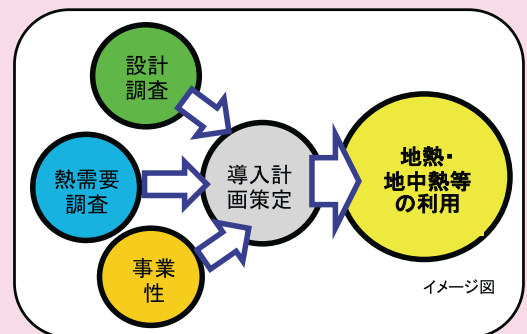 設計
調査
熱需要
調査
事業
性
導入計
画策定
地熱・
地中熱等
の利用
イメージ図